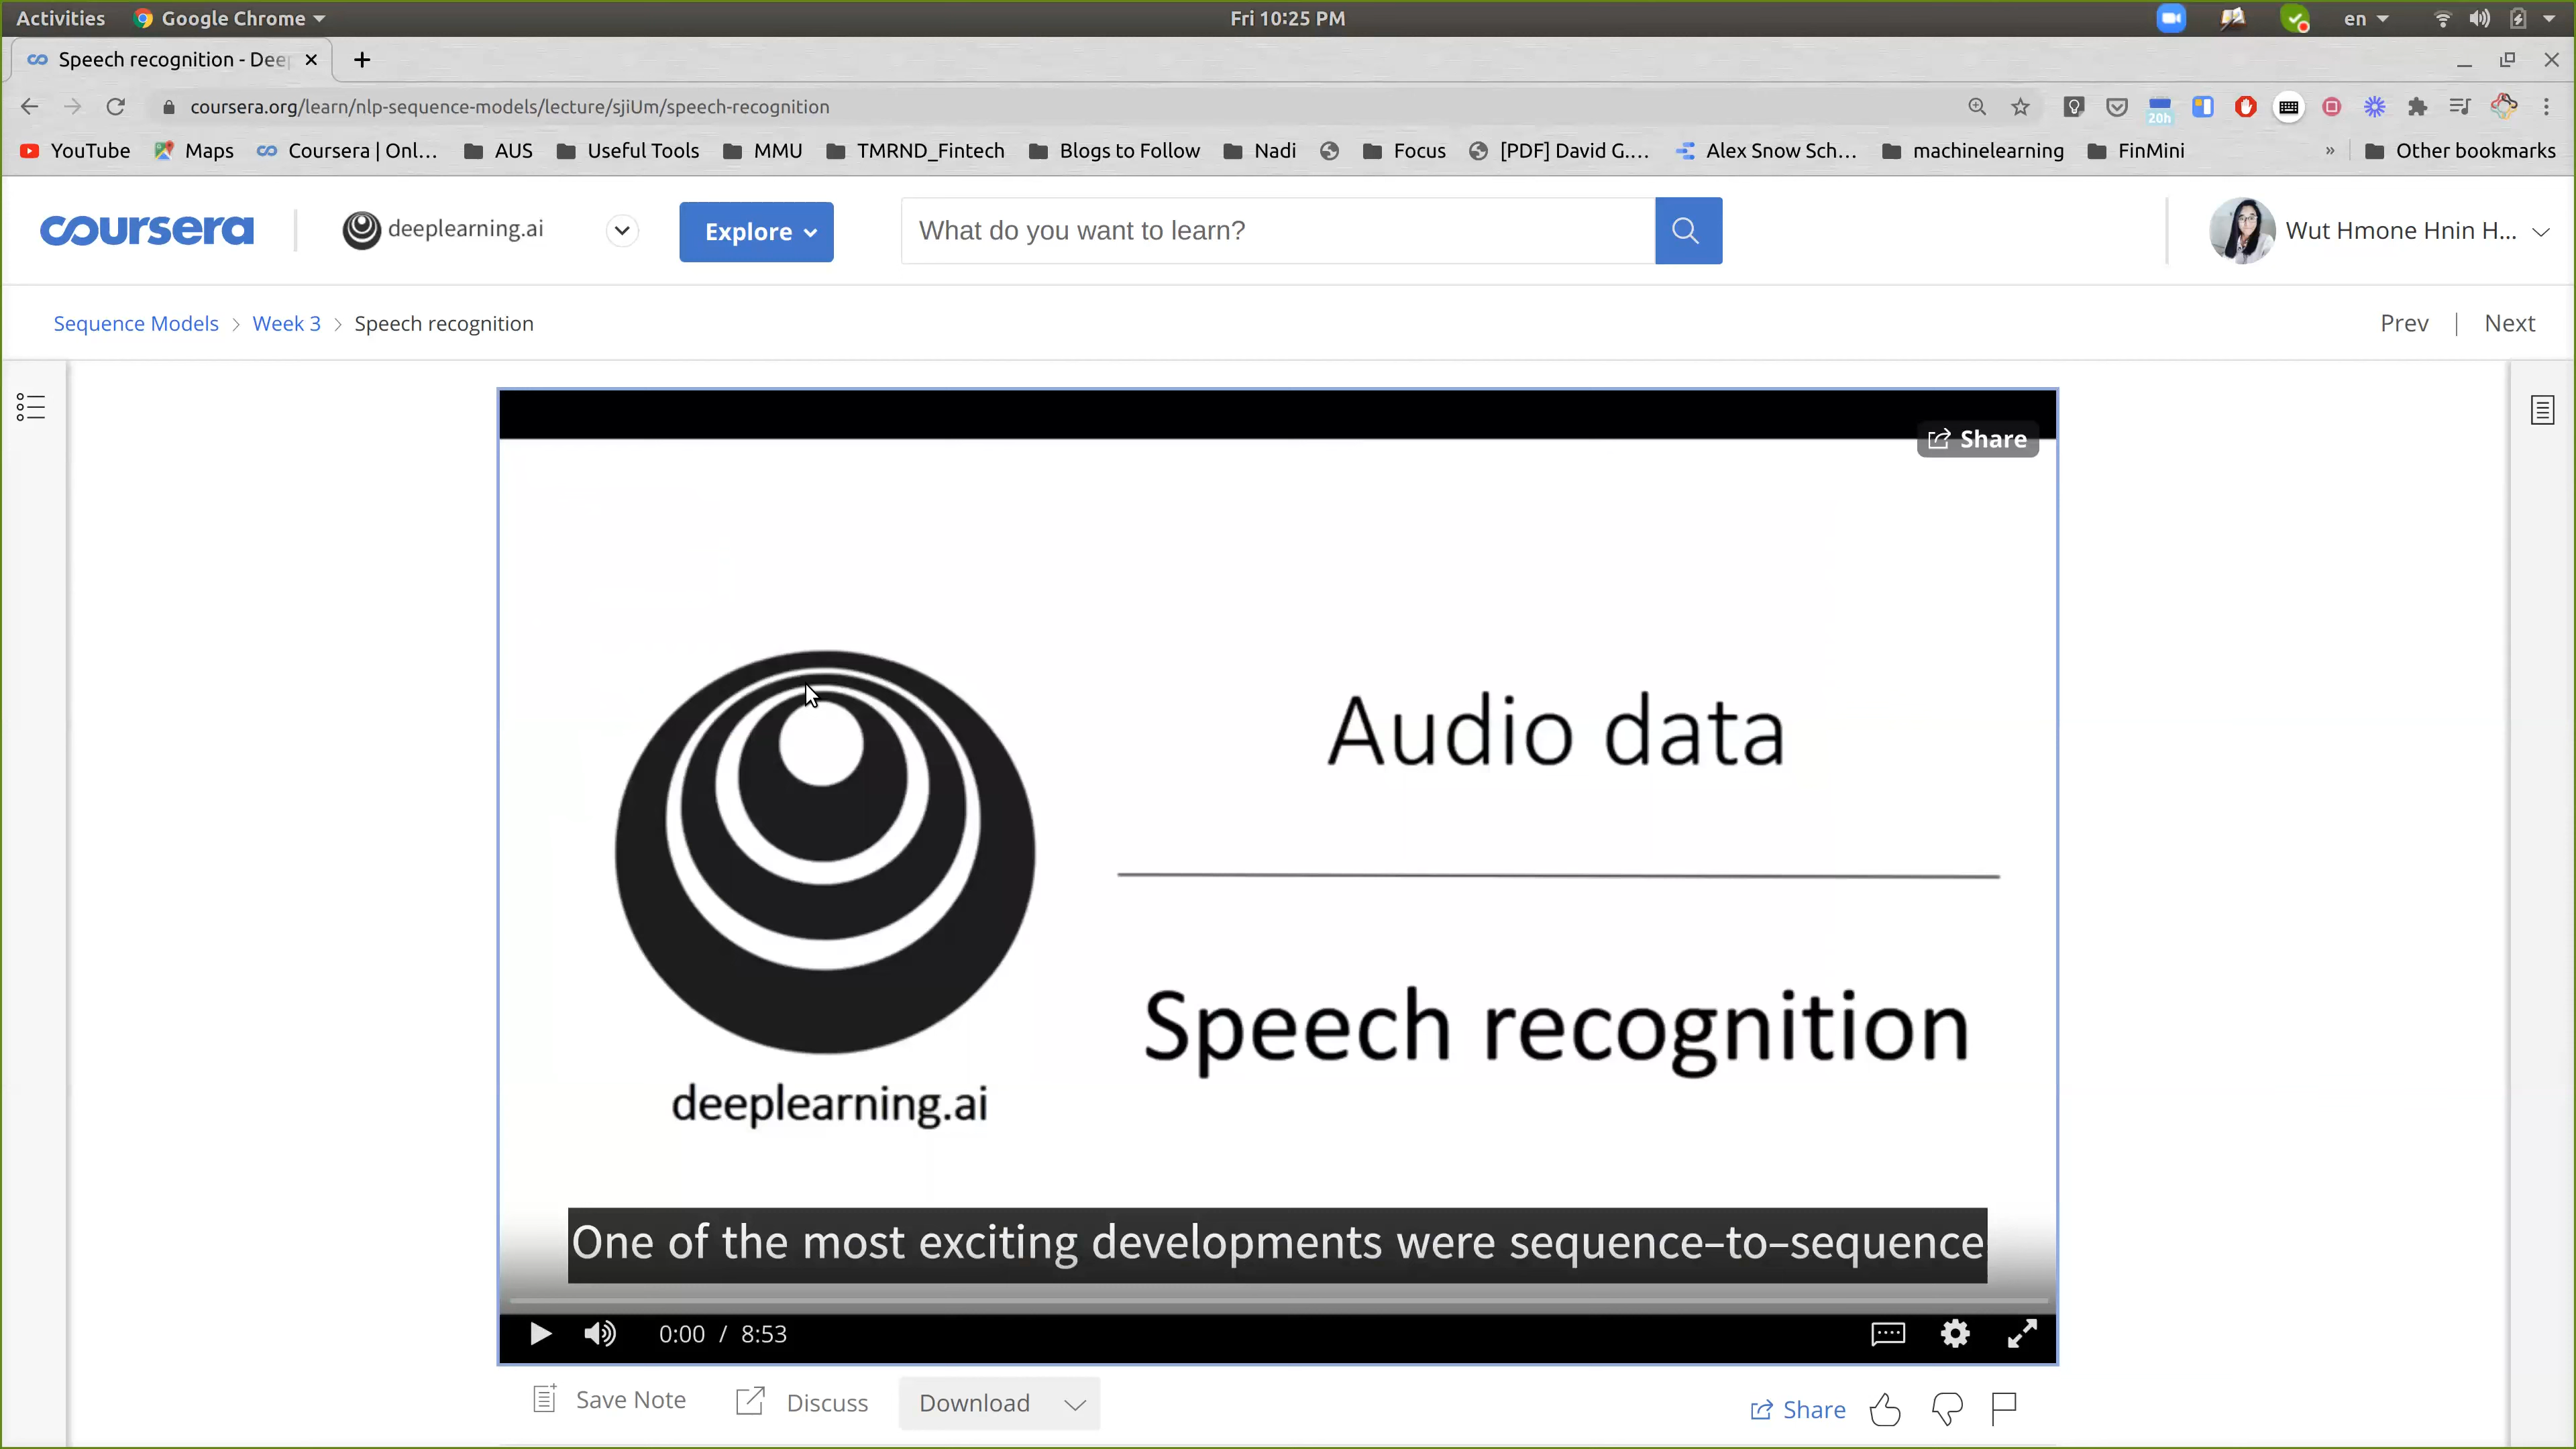 Activities Google Chrome Fri 10:25 PM en
Speech recognition - Deep
coursera.org/learn/nlp-sequence-models/lecture/sjiUm/speech-recognition
20h
YouTube Maps Coursera | Onl... AUS Useful Tools MMU TMRND_Fintech Blogs to Follow Nadi Focus [PDF] David G.... Alex Snow Sch... machinelearning FinMini » Other bookmarks
coursera deeplearning.ai Explore What do you want to learn? Wut Hmone Hnin H...
Sequence Models > Week 3 > Speech recognition Prev | Next
Share
Audio data
Speech recognition
deeplearning.ai
One of the most exciting developments were sequence-to-sequence
0:00 / 8:53
Save Note Discuss Download Share